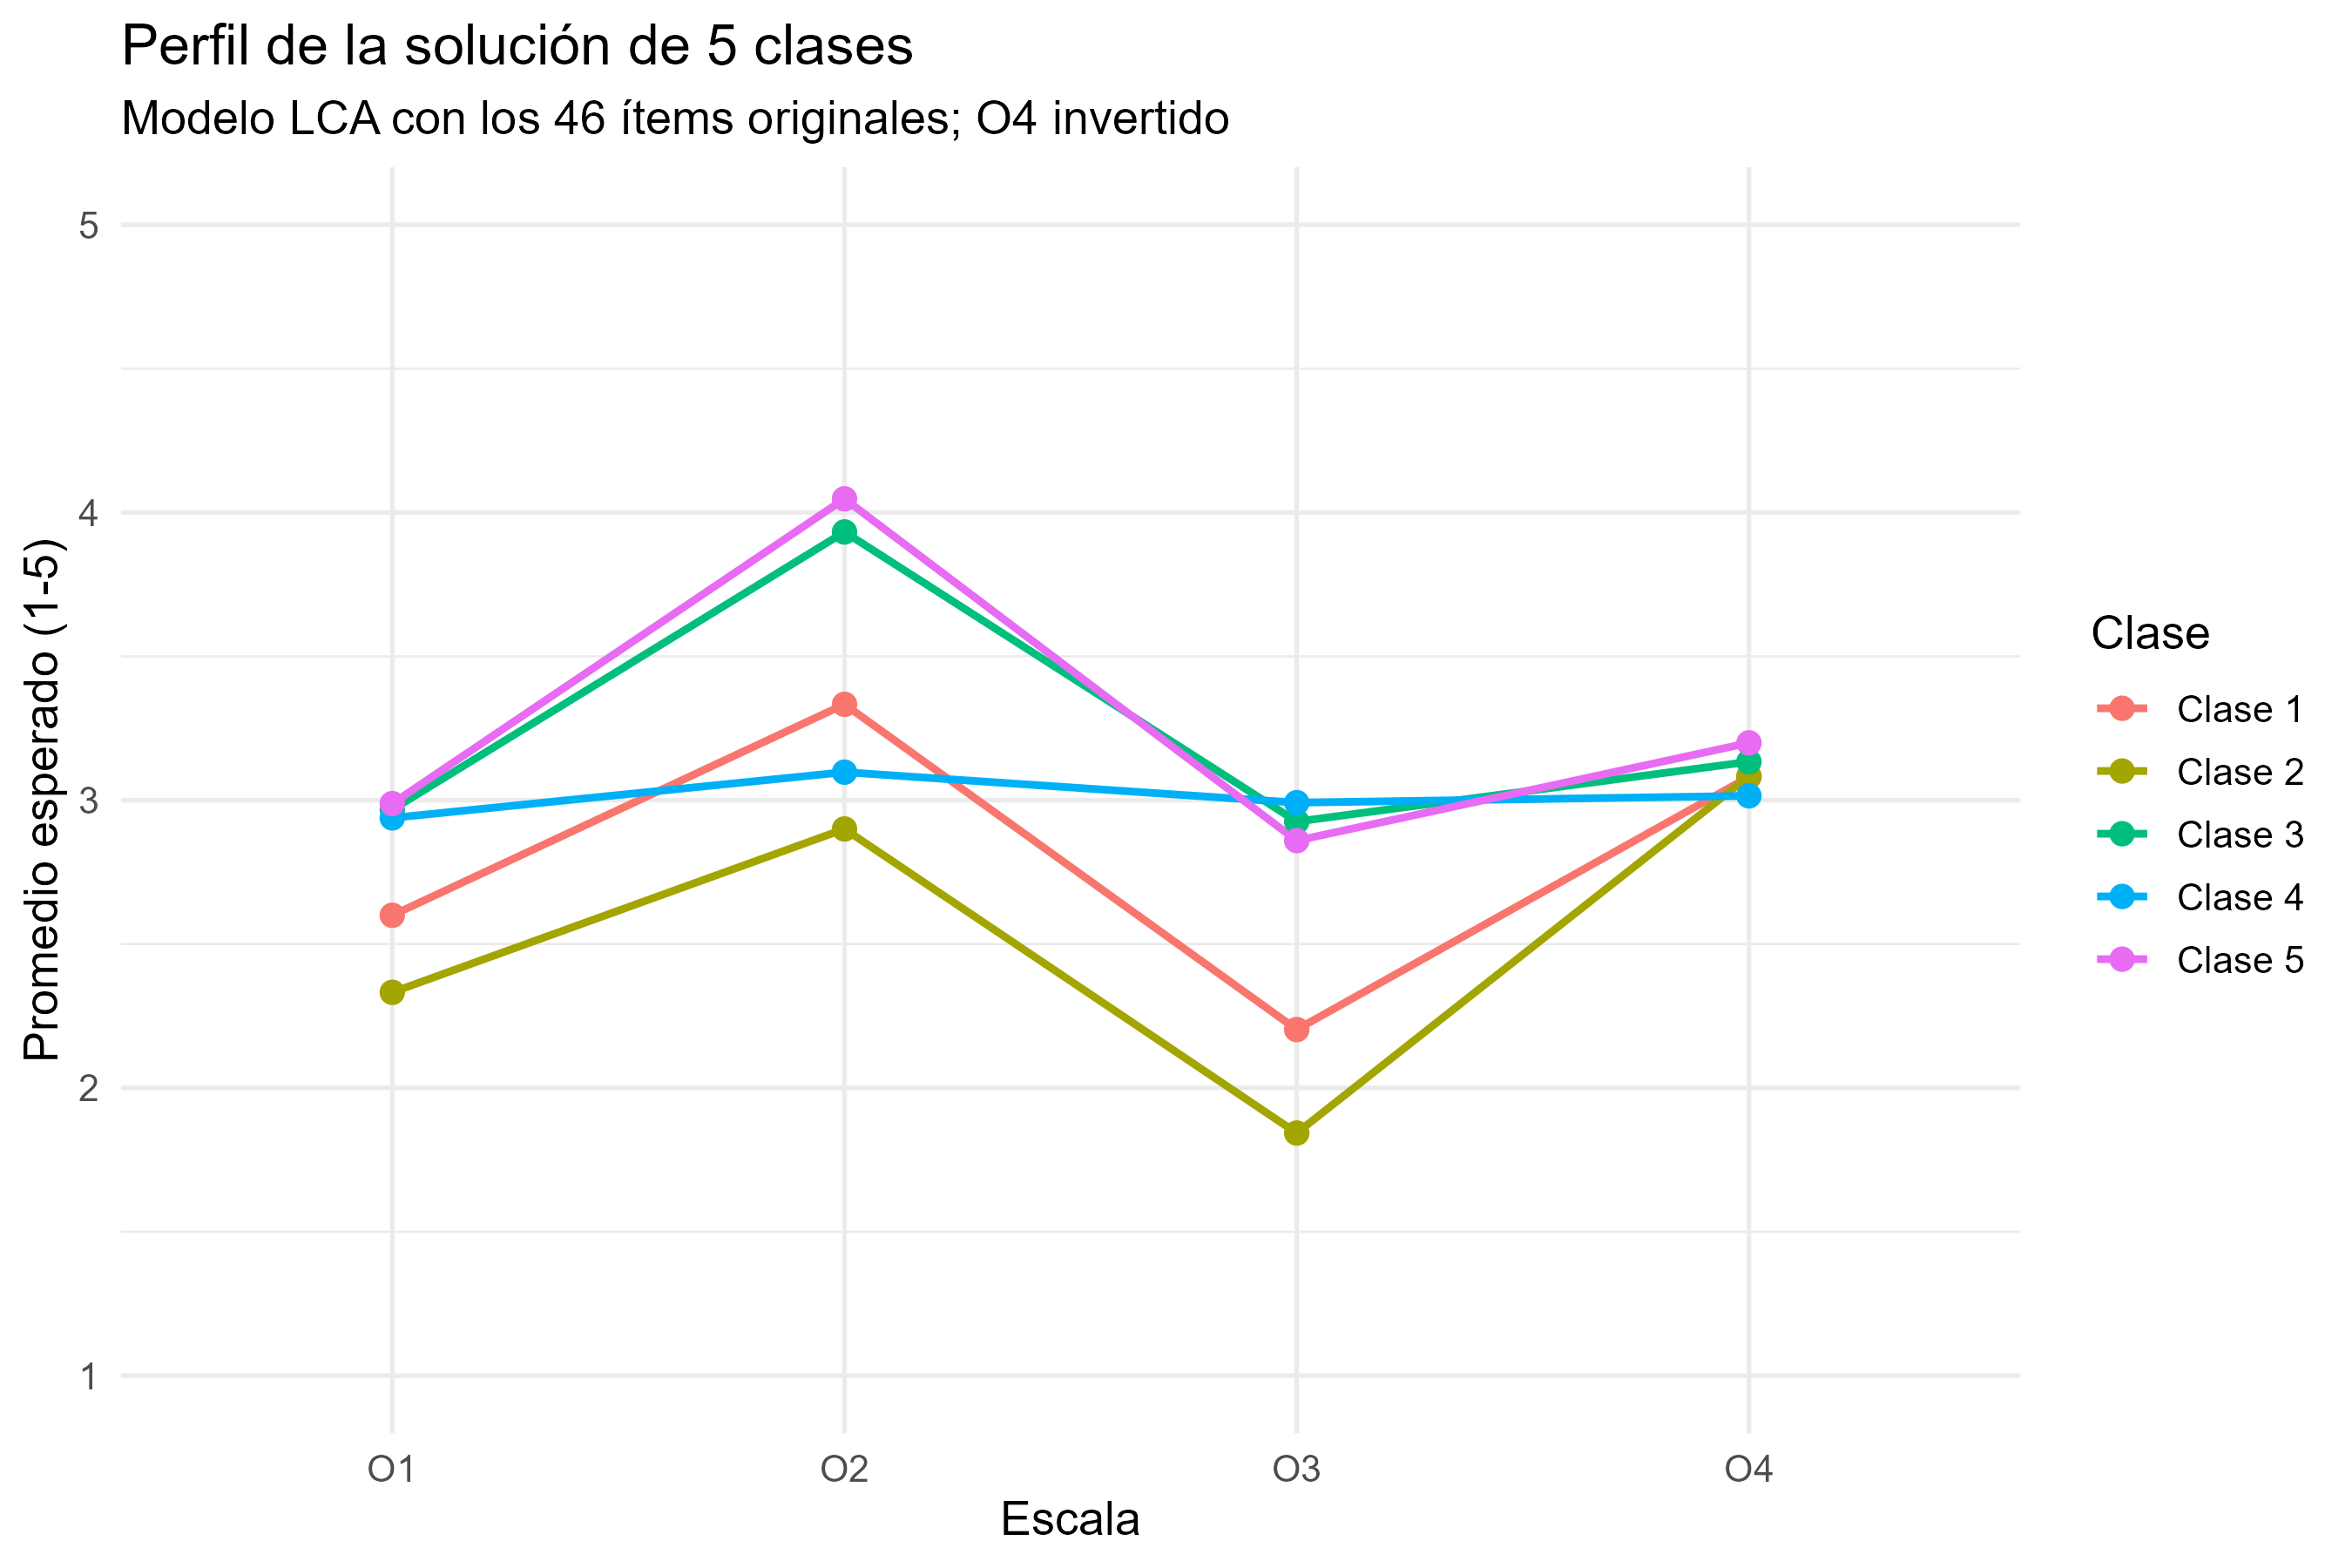 Perfil de la solución de 5 clases
Modelo LCA con los 46 ítems originales; O4 invertido
Promedio esperado (1-5)
5
4
3
2
1
O1 O2 O3 O4
Escala
Clase
Clase 1
Clase 2
Clase 3
Clase 4
Clase 5